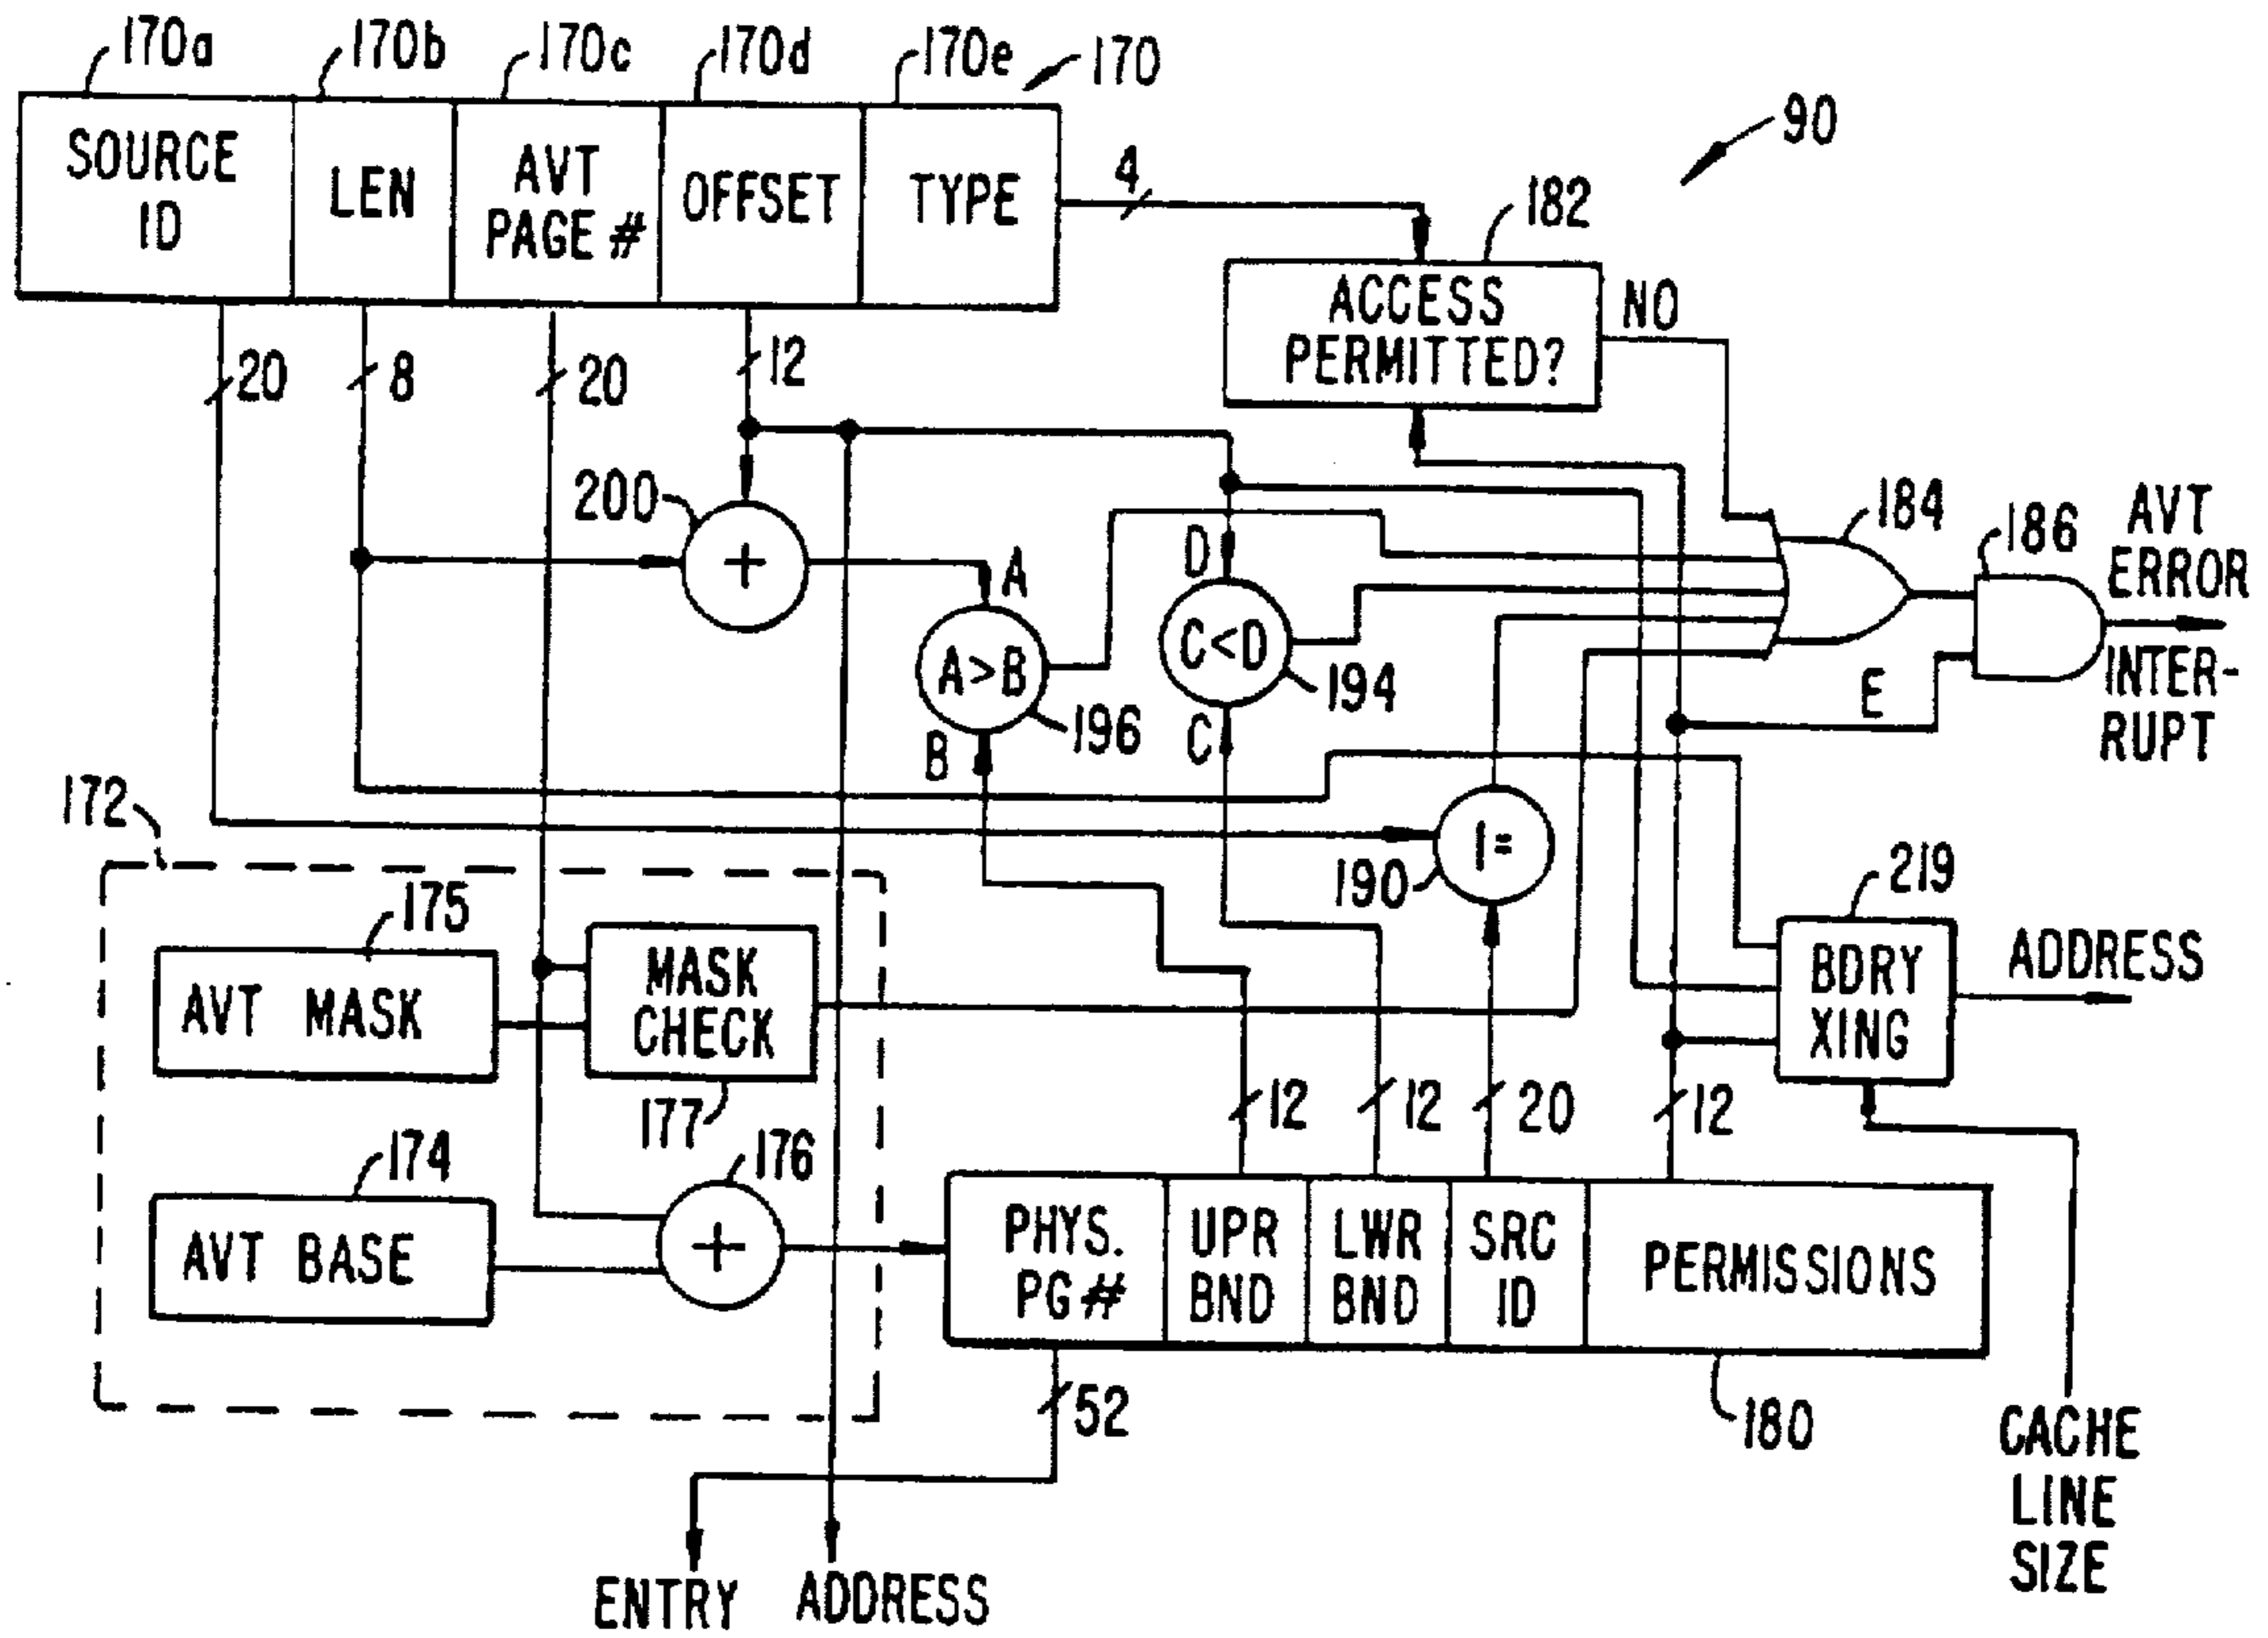 170a
170b
170c
170d
170e
170
90
SOURCE
ID
LEN
AVT
PAGE #
OFFSET
TYPE
4
182
ACCESS
PERMITTED?
NO
20
8
20
12
200
+
A
D
184
186
AVT
ERROR
INTER-
RUPT
A>B
196
B
C<D
194
C
E
172
!=
190
219
175
AVT MASK
MASK
CHECK
177
BDRY
XING
ADDRESS
12
12
20
12
174
AVT BASE
176
+
PHYS.
PG #
UPR
BND
LWR
BND
SRC
ID
PERMISSIONS
52
180
CACHE
LINE
SIZE
ENTRY
ADDRESS